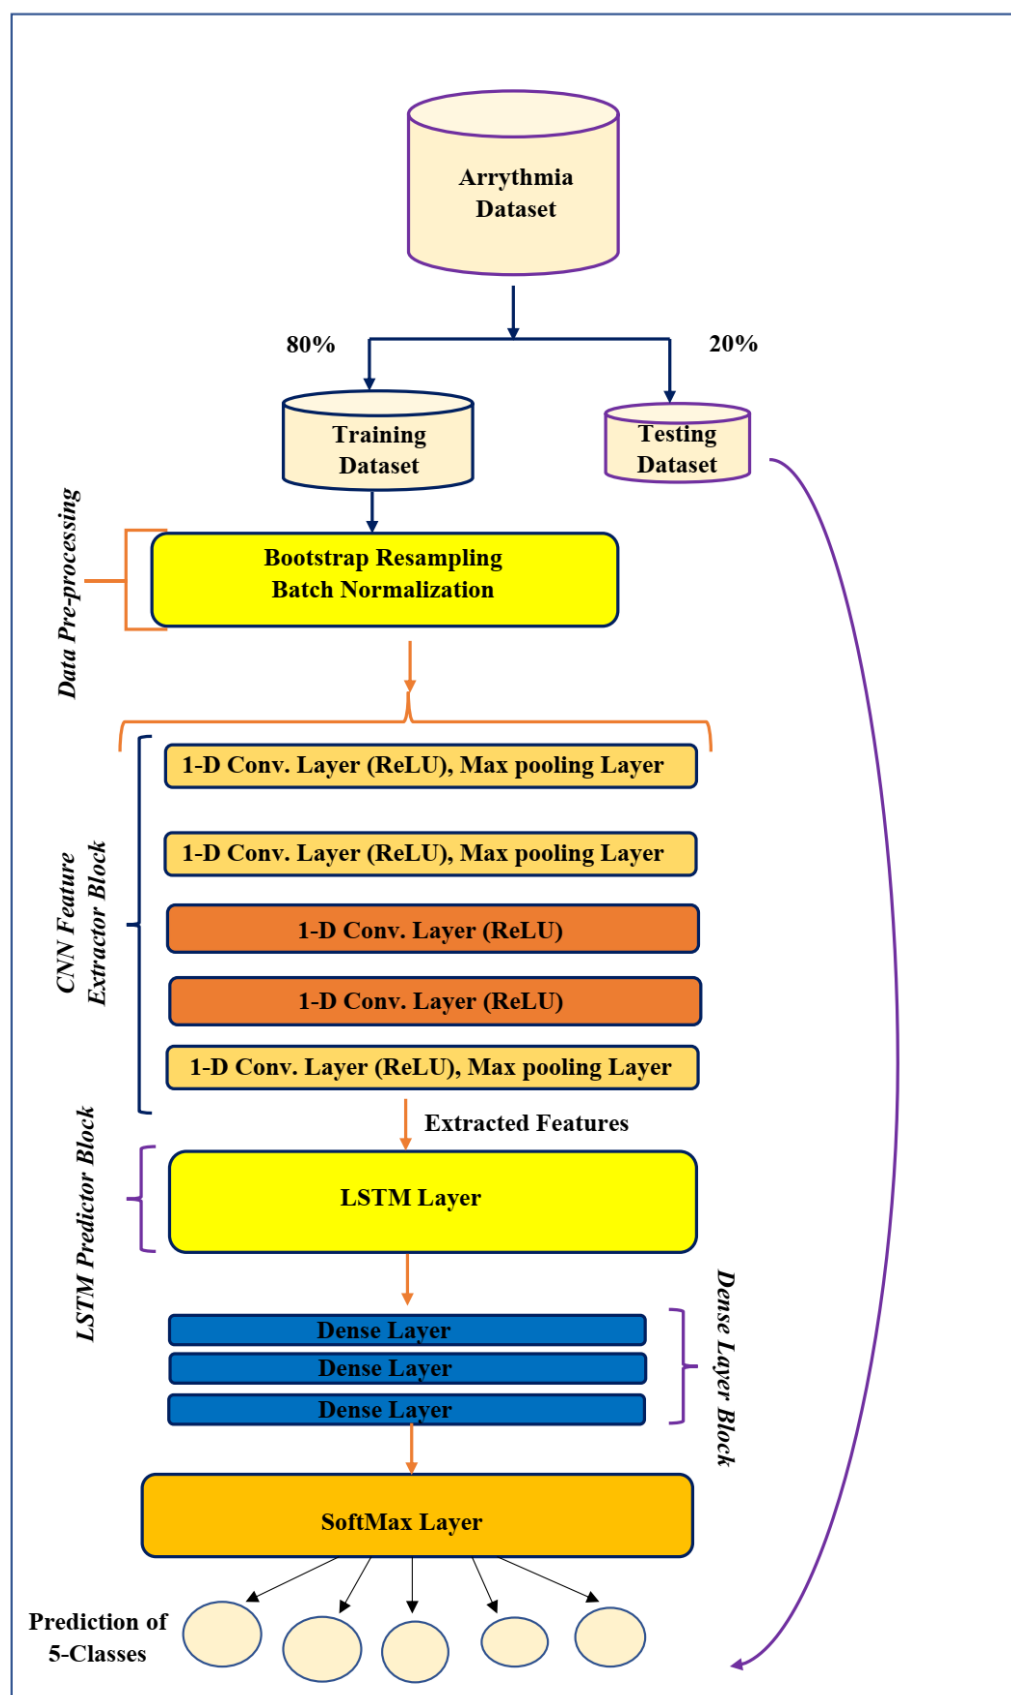 Arrythmia
Dataset
80%
20%
Training
Dataset
Testing
Dataset
Data Pre-processing
Bootstrap Resampling
Batch Normalization
CNN Feature
Extractor Block
1-D Conv. Layer (ReLU), Max pooling Layer
1-D Conv. Layer (ReLU), Max pooling Layer
1-D Conv. Layer (ReLU)
1-D Conv. Layer (ReLU)
1-D Conv. Layer (ReLU), Max pooling Layer
Extracted Features
LSTM Predictor Block
LSTM Layer
Dense Layer
Dense Layer
Dense Layer
Dense Layer Block
SoftMax Layer
Prediction of
5-Classes